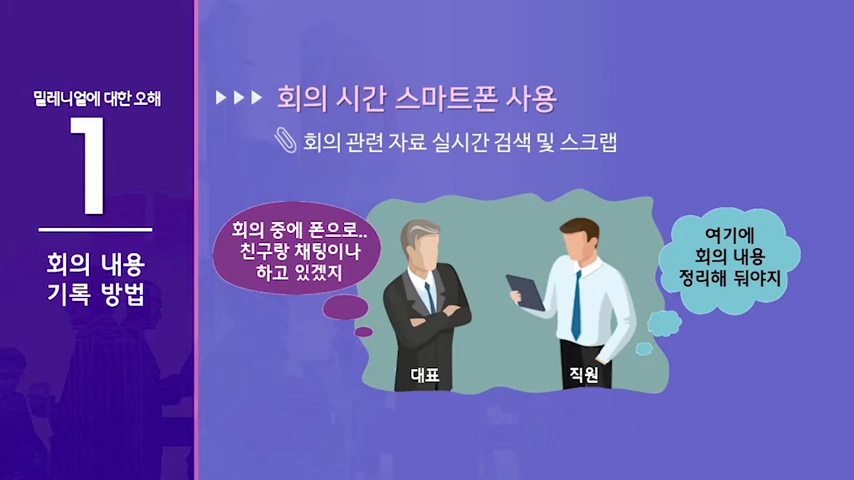 밀레니얼에 대한 오해
1
회의 내용
기록 방법
회의 시간 스마트폰 사용
회의 관련 자료 실시간 검색 및 스크랩
회의 중에 폰으로..
친구랑 채팅이나
하고 있겠지
여기에
회의 내용
정리해 둬야지
대표
직원